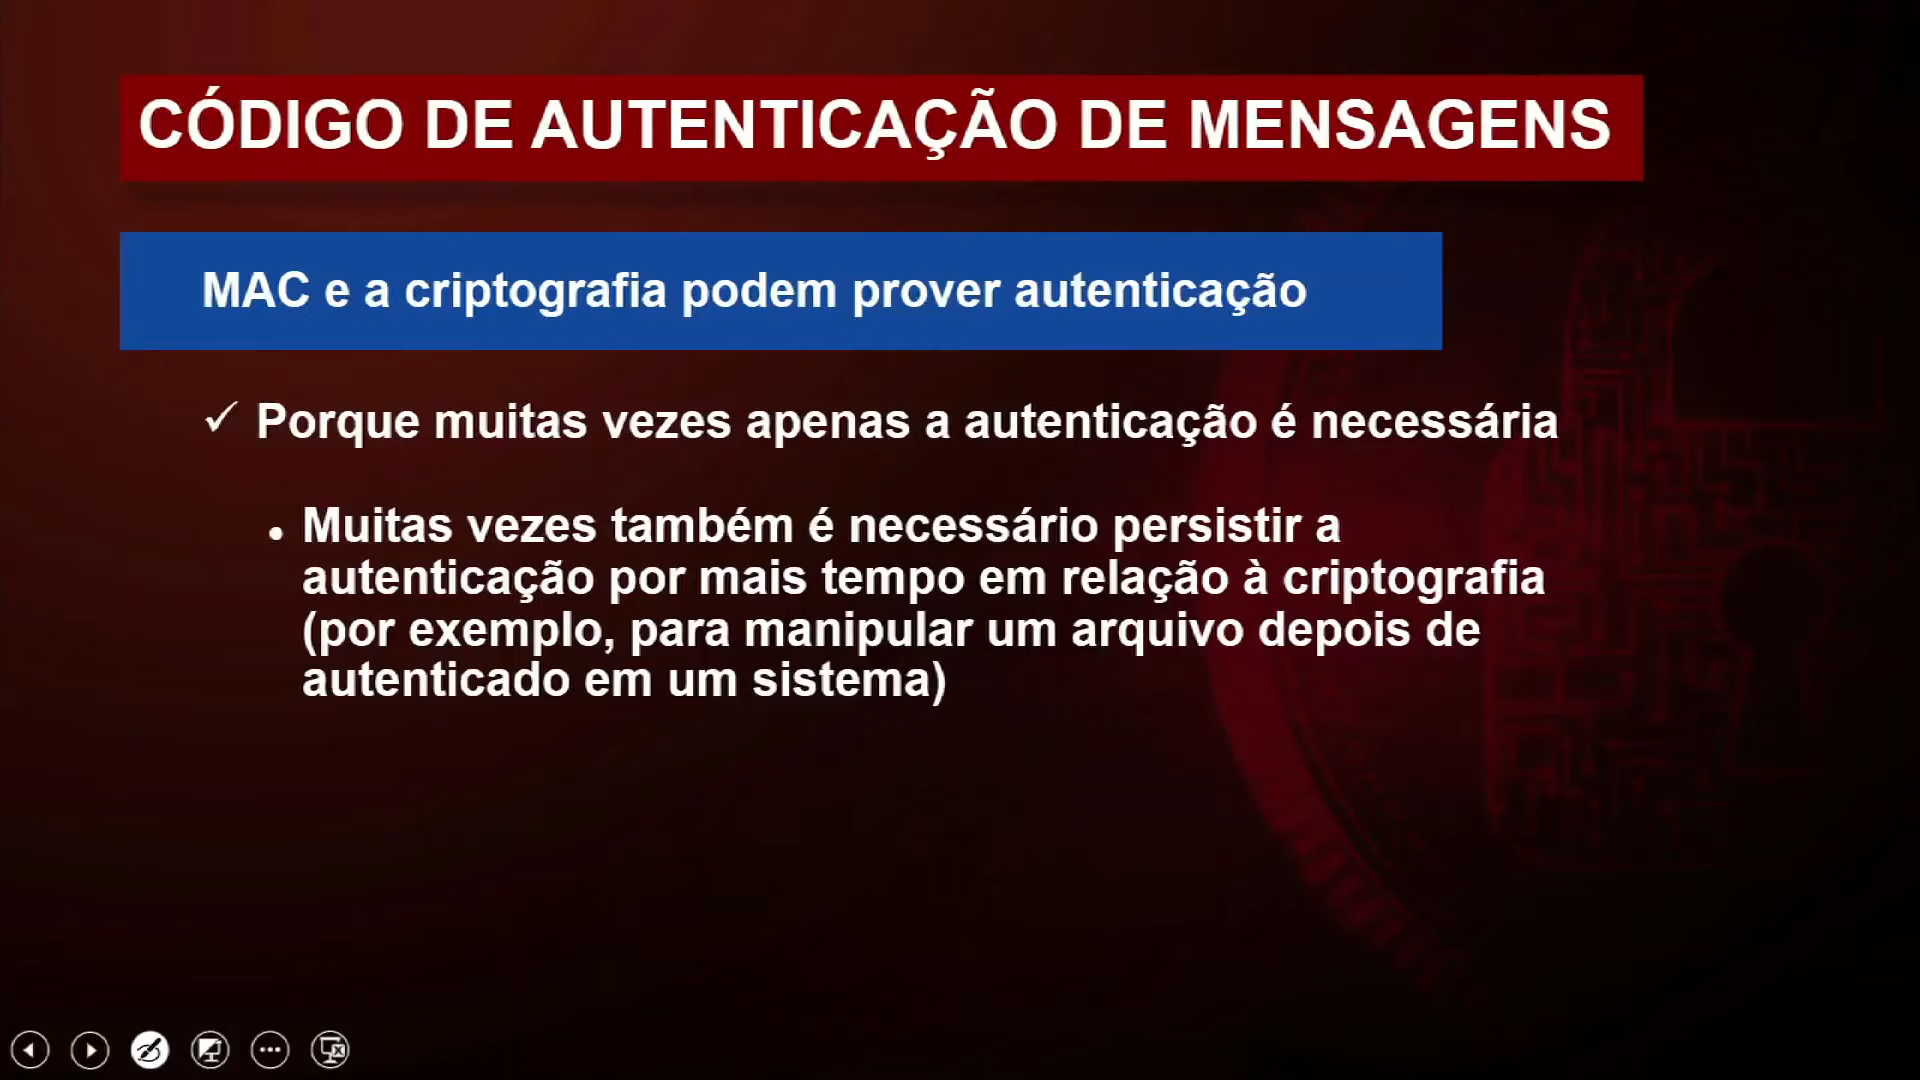 CÓDIGO DE AUTENTICAÇÃO DE MENSAGENS
MAC e a criptografia podem prover autenticação
✓ Porque muitas vezes apenas a autenticação é necessária
• Muitas vezes também é necessário persistir a
autenticação por mais tempo em relação à criptografia
(por exemplo, para manipular um arquivo depois de
autenticado em um sistema)